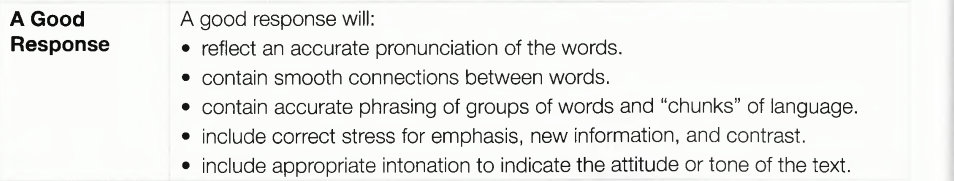 A Good Response
A good response will:
• reflect an accurate pronunciation of the words.
• contain smooth connections between words.
• contain accurate phrasing of groups of words and “chunks” of language.
• include correct stress for emphasis, new information, and contrast.
• include appropriate intonation to indicate the attitude or tone of the text.